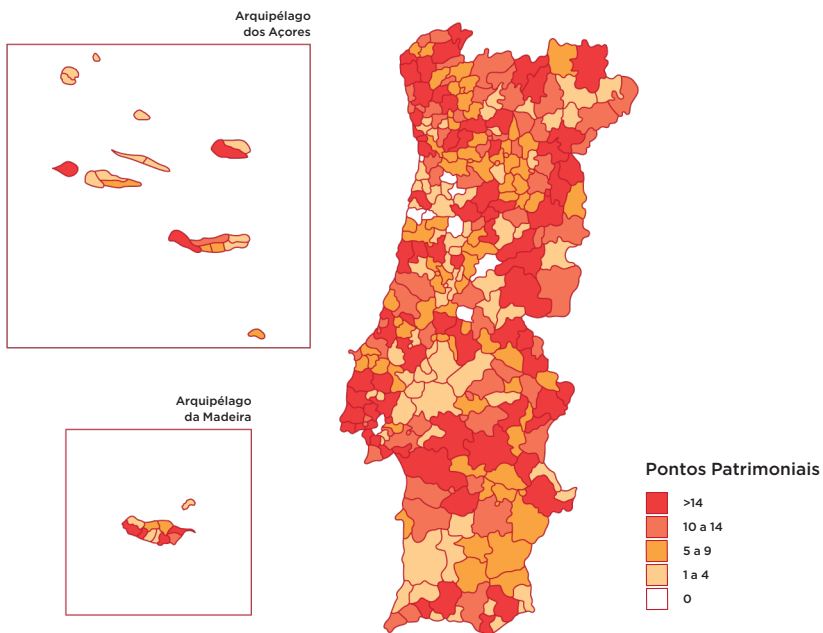 Arquipélago
dos Açores
Arquipélago
da Madeira
Pontos Patrimoniais
>14
10 a 14
5 a 9
1 a 4
0